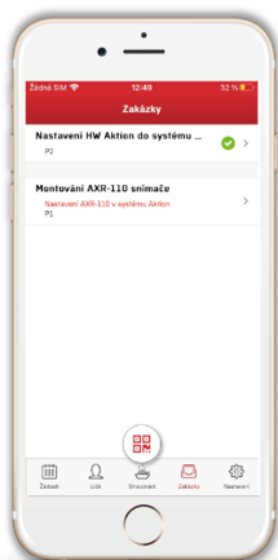 Žádná SIM 12:49 32 %
Zakázky
Nastavení HW Aktion do systému ...
P2
Montování AXR-110 snímače
Nastavení AXR-110 v systému Aktion
P1
Žádosti Lidé Stravování Zakázky Nastavení